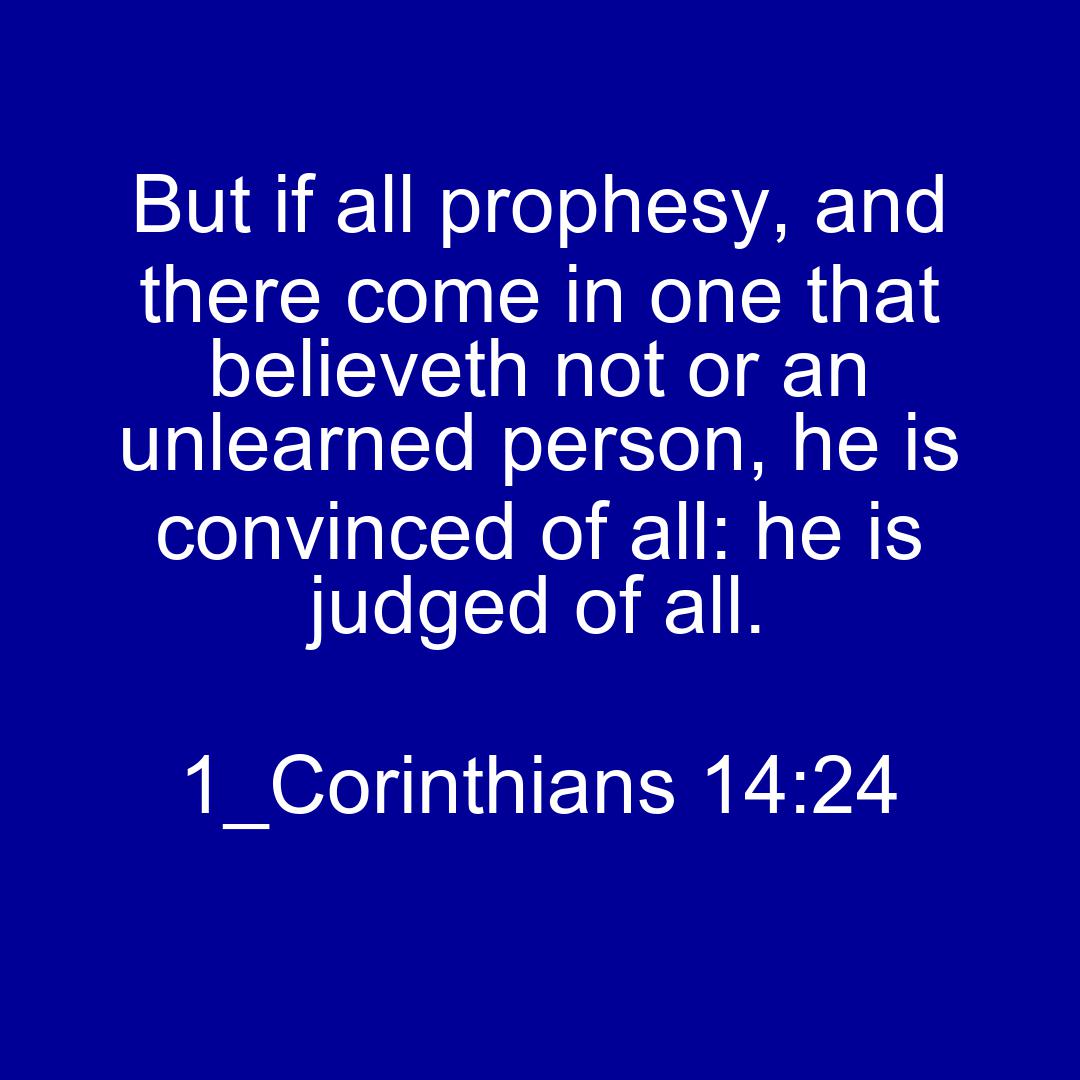 But if all prophesy, and
there come in one that
believeth not or an
unlearned person, he is
convinced of all: he is
judged of all.
1_Corinthians 14:24